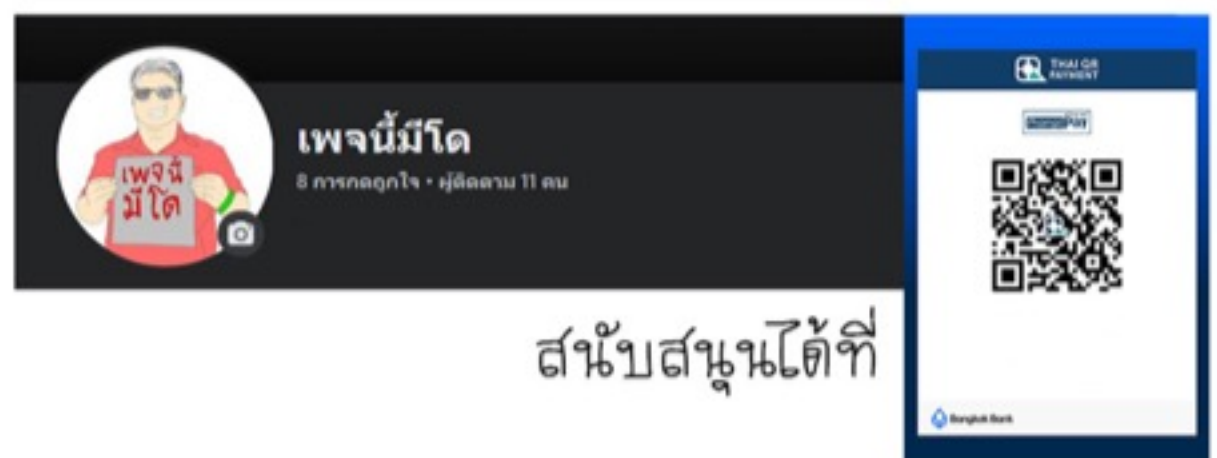 เพจนี้
มีโด
เพจนี้มีโด
8 การกดถูกใจ • ผู้ติดตาม 11 คน
สนับสนุนได้ที่
THAI QR
PAYMENT
PromptPay
Bangkok Bank